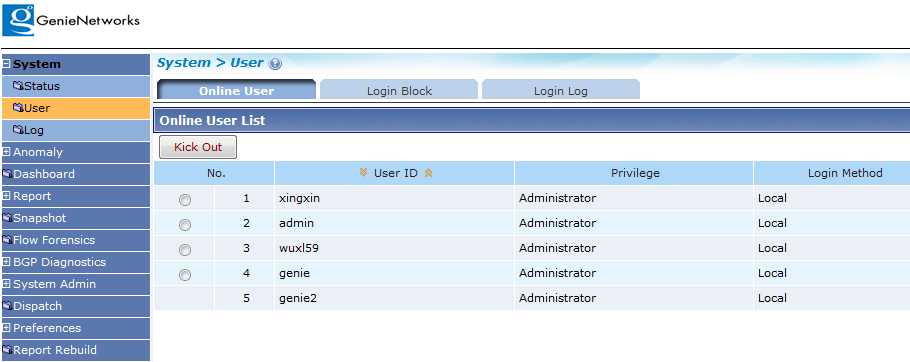 GenieNetworks
System
Status
User
Log
Anomaly
Dashboard
Report
Snapshot
Flow Forensics
BGP Diagnostics
System Admin
Dispatch
Preferences
Report Rebuild
System > User ?
Online User Login Block Login Log
Online User List
Kick Out
No. User ID Privilege Login Method
1 xingxin Administrator Local
2 admin Administrator Local
3 wuxl59 Administrator Local
4 genie Administrator Local
5 genie2 Administrator Local